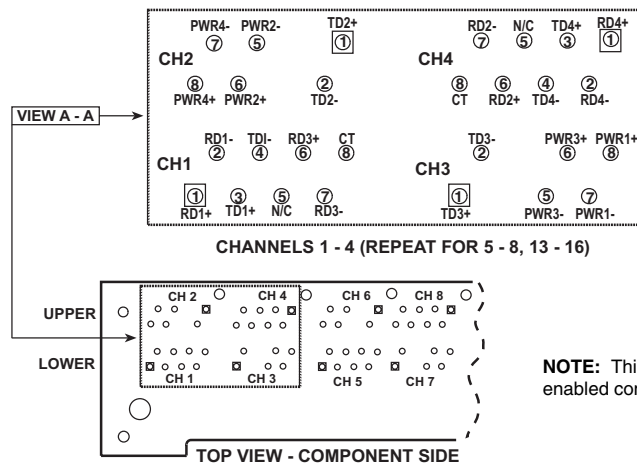 PWR4- PWR2- TD2+ RD2- N/C TD4+ RD4+
7 5 1 7 5 3 1
CH2 CH4
8 6 2 8 6 4 2
PWR4+ PWR2+ TD2- CT RD2+ TD4- RD4-
VIEW A - A
RD1- TDI- RD3+ CT TD3- PWR3+ PWR1+
2 4 6 8 2 6 8
CH1 CH3
1 3 5 7 1 5 7
RD1+ TD1+ N/C RD3- TD3+ PWR3- PWR1-
CHANNELS 1 - 4 (REPEAT FOR 5 - 8, 13 - 16)
CH 2 CH 4 CH 6 CH 8
UPPER
LOWER
CH 1 CH 3 CH 5 CH 7
NOTE: Thi
enabled co
TOP VIEW - COMPONENT SIDE